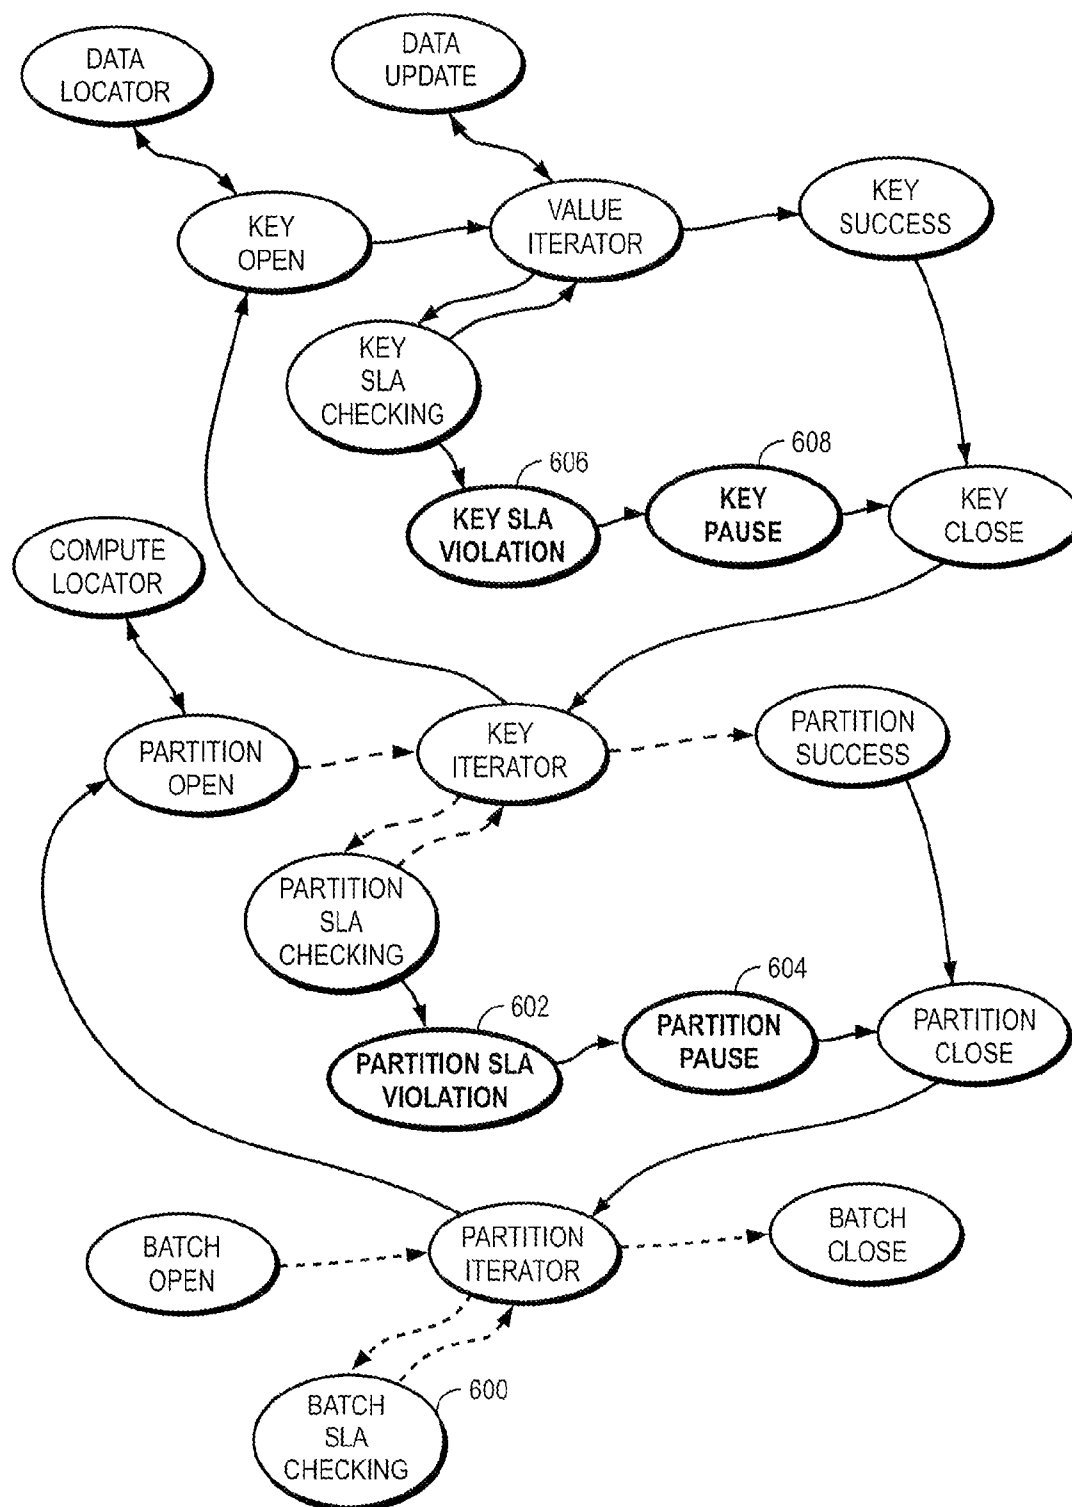 DATA
LOCATOR
DATA
UPDATE
KEY
OPEN
VALUE
ITERATOR
KEY
SUCCESS
KEY
SLA
CHECKING
606
KEY SLA
VIOLATION
608
KEY
PAUSE
KEY
CLOSE
COMPUTE
LOCATOR
PARTITION
OPEN
KEY
ITERATOR
PARTITION
SUCCESS
PARTITION
SLA
CHECKING
602
PARTITION SLA
VIOLATION
604
PARTITION
PAUSE
PARTITION
CLOSE
BATCH
OPEN
PARTITION
ITERATOR
BATCH
CLOSE
600
BATCH
SLA
CHECKING